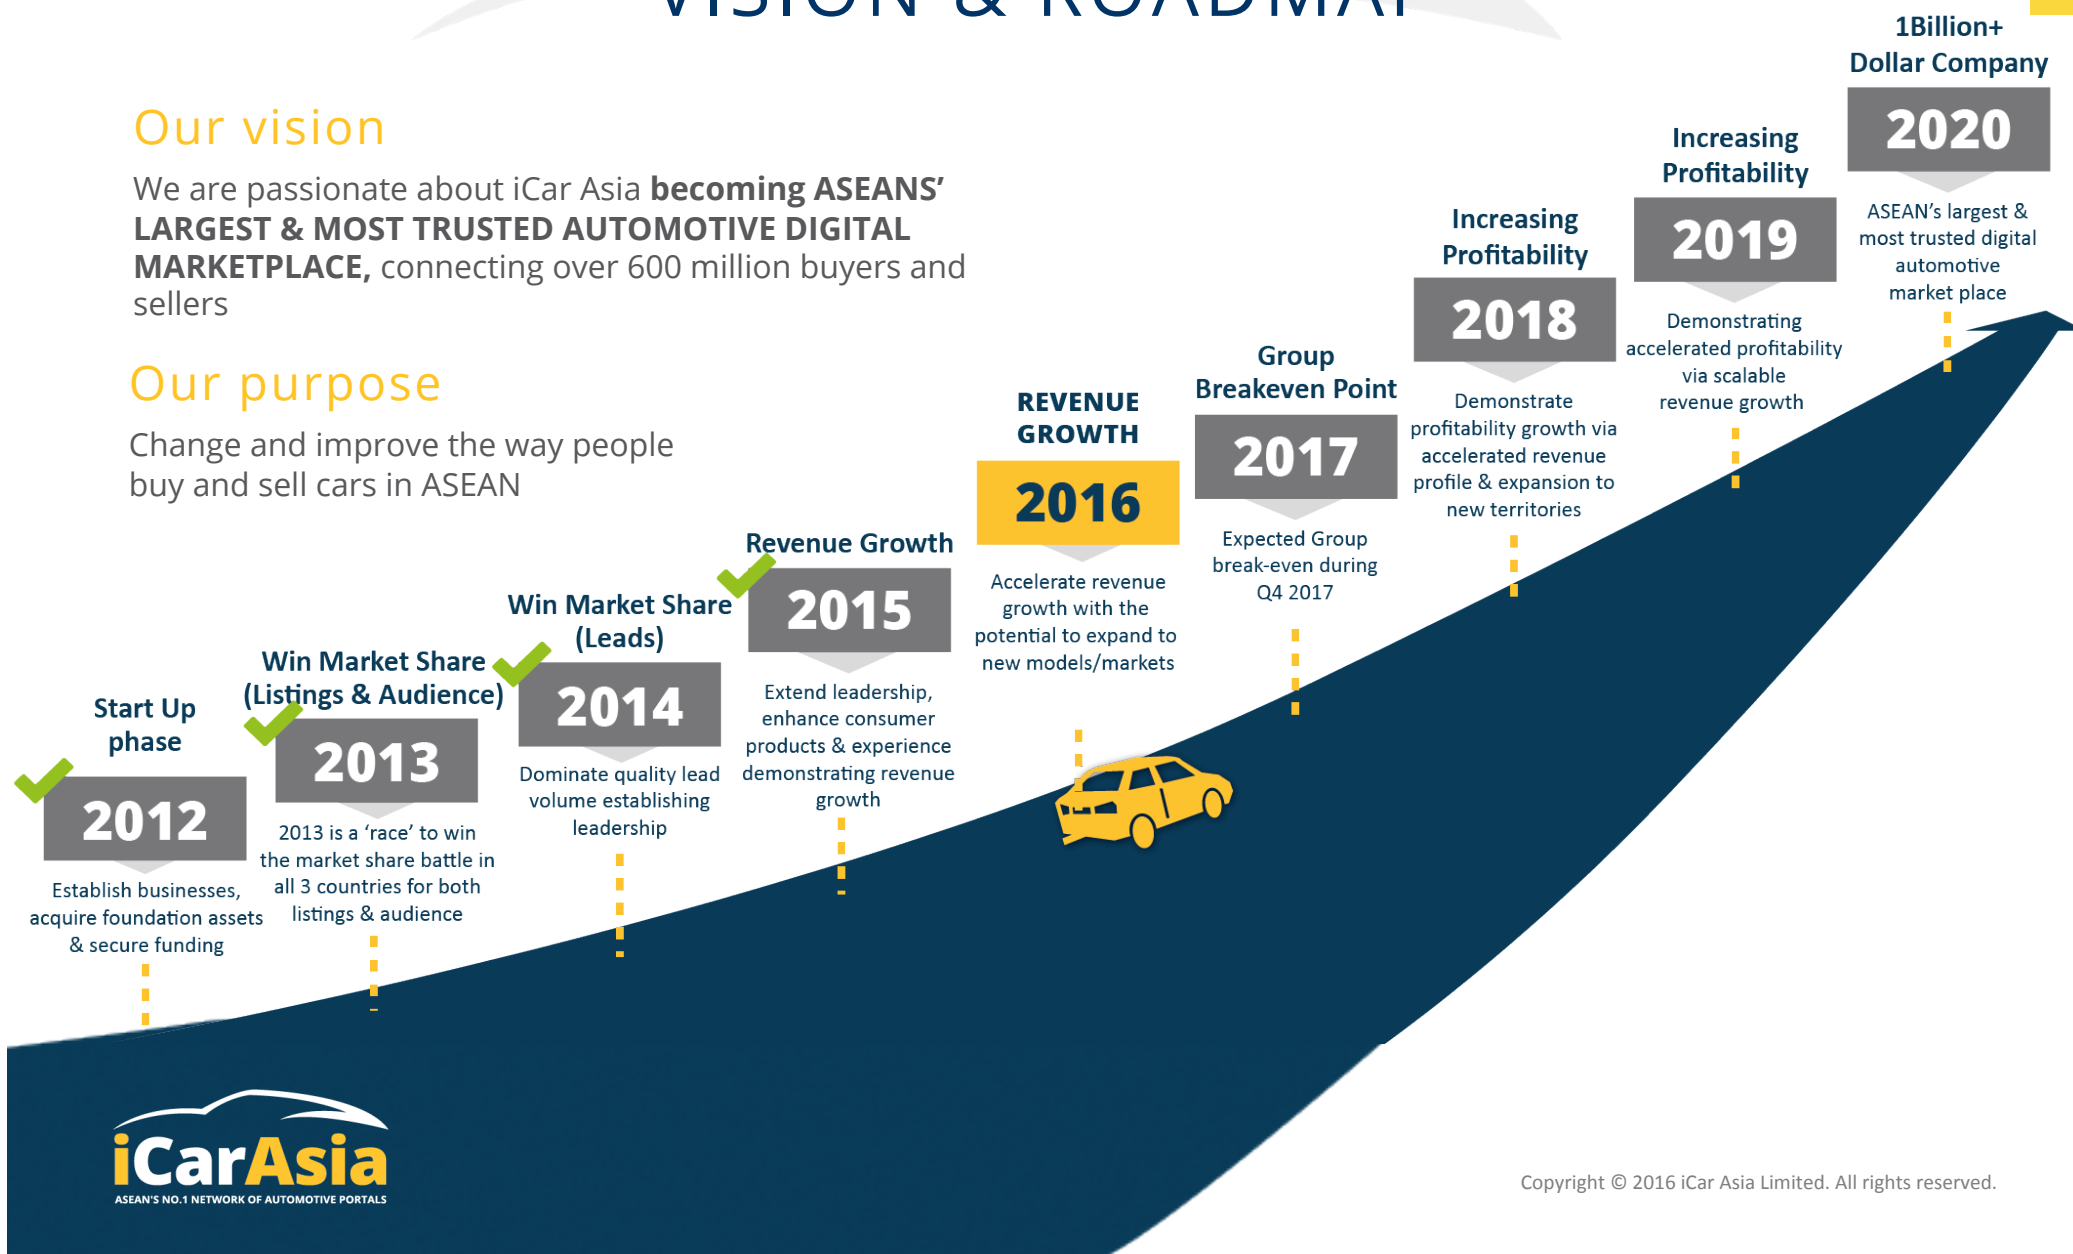 VISION & ROADMAP
Our vision
We are passionate about iCar Asia becoming ASEANS’
LARGEST & MOST TRUSTED AUTOMOTIVE DIGITAL
MARKETPLACE, connecting over 600 million buyers and
sellers
Our purpose
Change and improve the way people
buy and sell cars in ASEAN
Start Up
phase
2012
Establish businesses,
acquire foundation assets
& secure funding
Win Market Share
(Listings & Audience)
2013
2013 is a ‘race’ to win
the market share battle in
all 3 countries for both
listings & audience
Win Market Share
(Leads)
2014
Dominate quality lead
volume establishing
leadership
Revenue Growth
2015
Extend leadership,
enhance consumer
products & experience
demonstrating revenue
growth
REVENUE
GROWTH
2016
Accelerate revenue
growth with the
potential to expand to
new models/markets
Group
Breakeven Point
2017
Expected Group
break-even during
Q4 2017
Increasing
Profitability
2018
Demonstrate
profitability growth via
accelerated revenue
profile & expansion to
new territories
Increasing
Profitability
2019
Demonstrating
accelerated profitability
via scalable
revenue growth
1Billion+
Dollar Company
2020
ASEAN’s largest &
most trusted digital
automotive
market place
iCarAsia
ASEAN'S NO.1 NETWORK OF AUTOMOTIVE PORTALS
Copyright © 2016 iCar Asia Limited. All rights reserved.